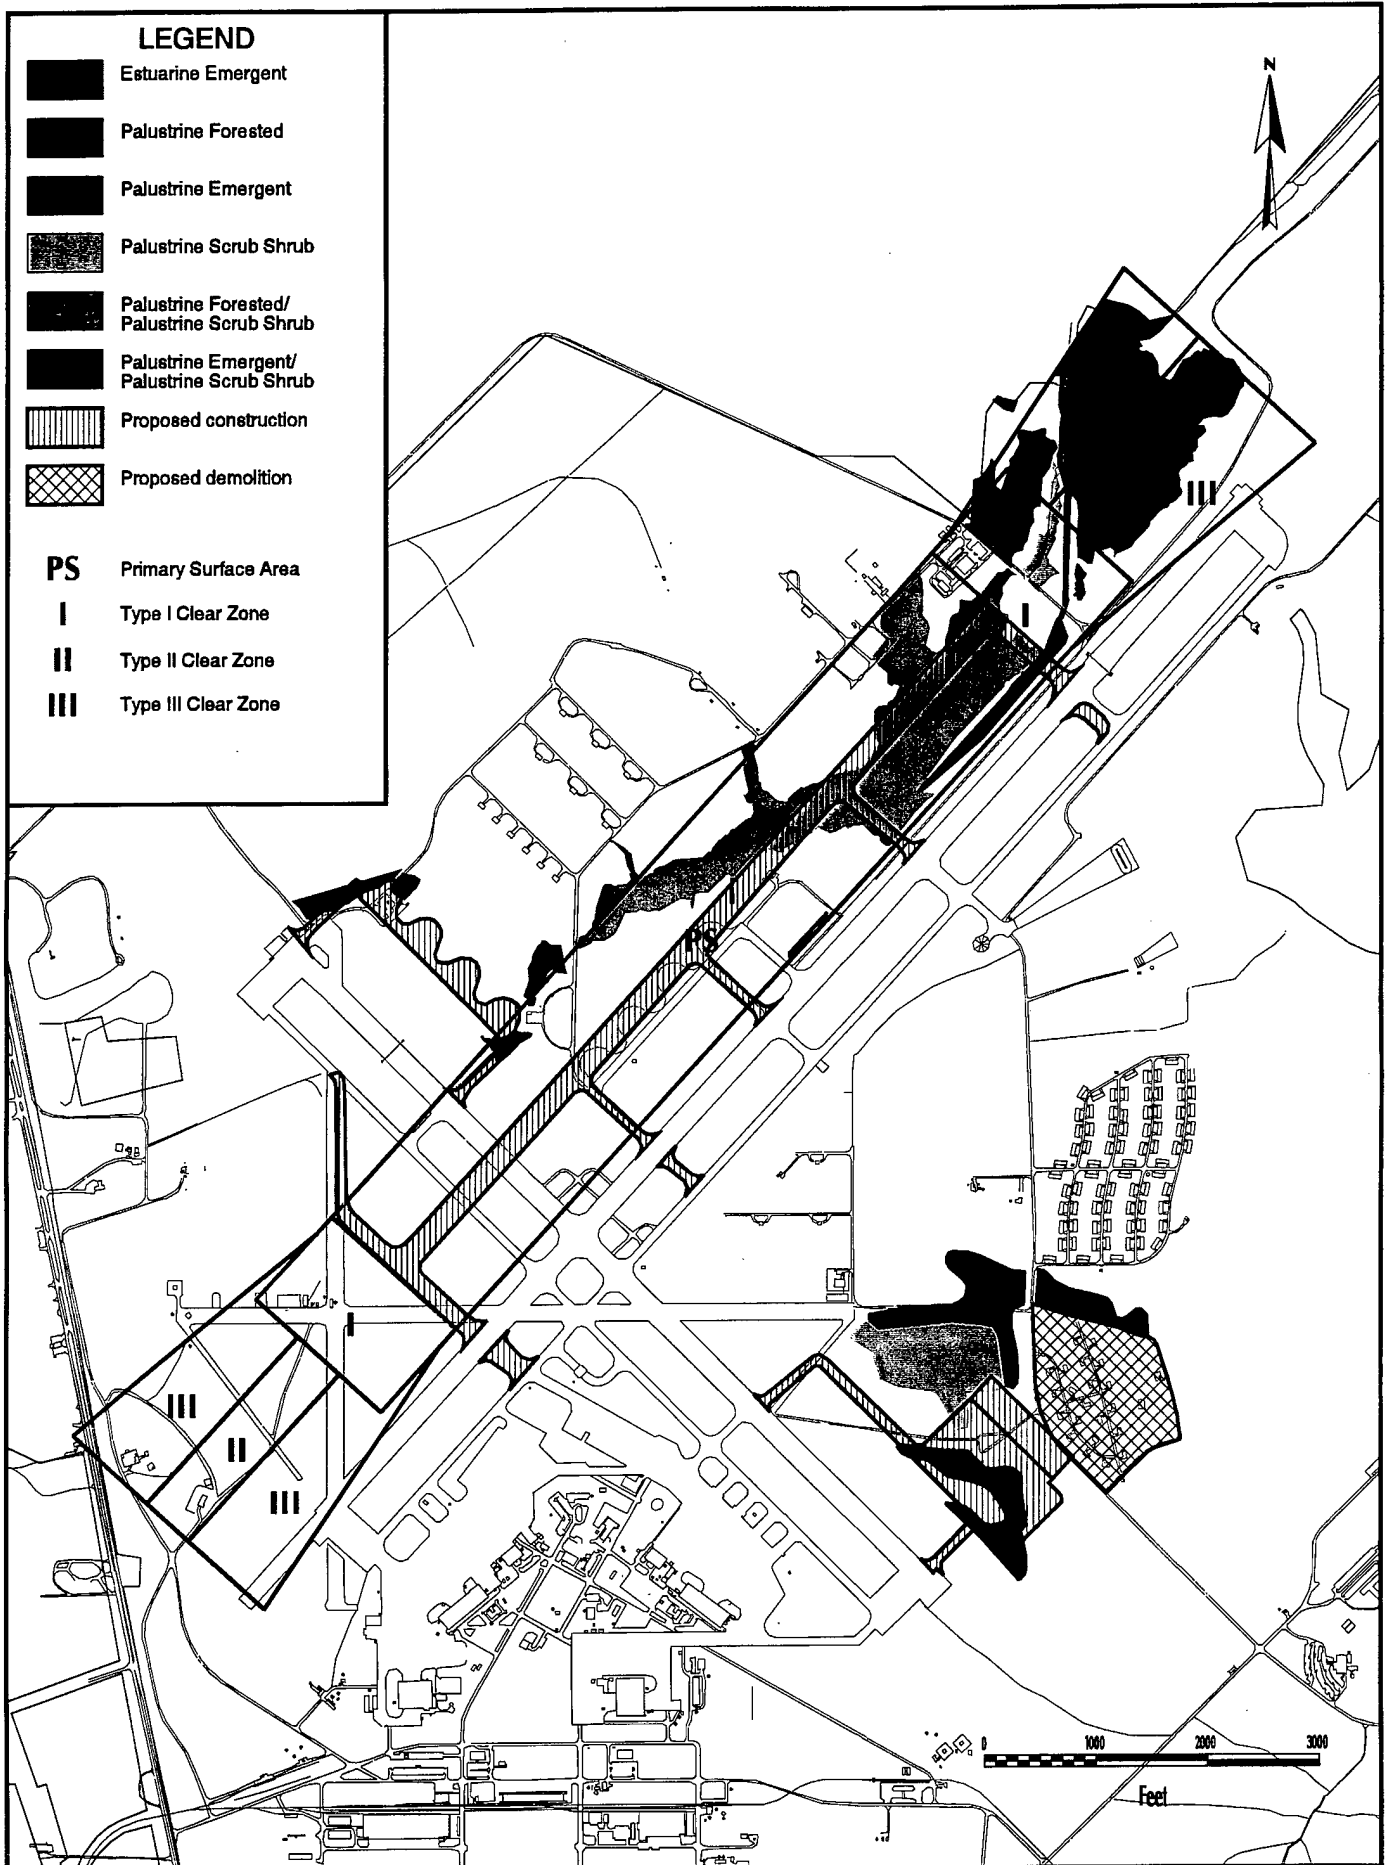 LEGEND
Estuarine Emergent
Palustrine Forested
Palustrine Emergent
Palustrine Scrub Shrub
Palustrine Forested/
Palustrine Scrub Shrub
Palustrine Emergent/
Palustrine Scrub Shrub
Proposed construction
Proposed demolition
PS Primary Surface Area
I Type I Clear Zone
II Type II Clear Zone
III Type III Clear Zone
N
III
I
PS
I
III
II
III
0 1000 2000 3000
Feet